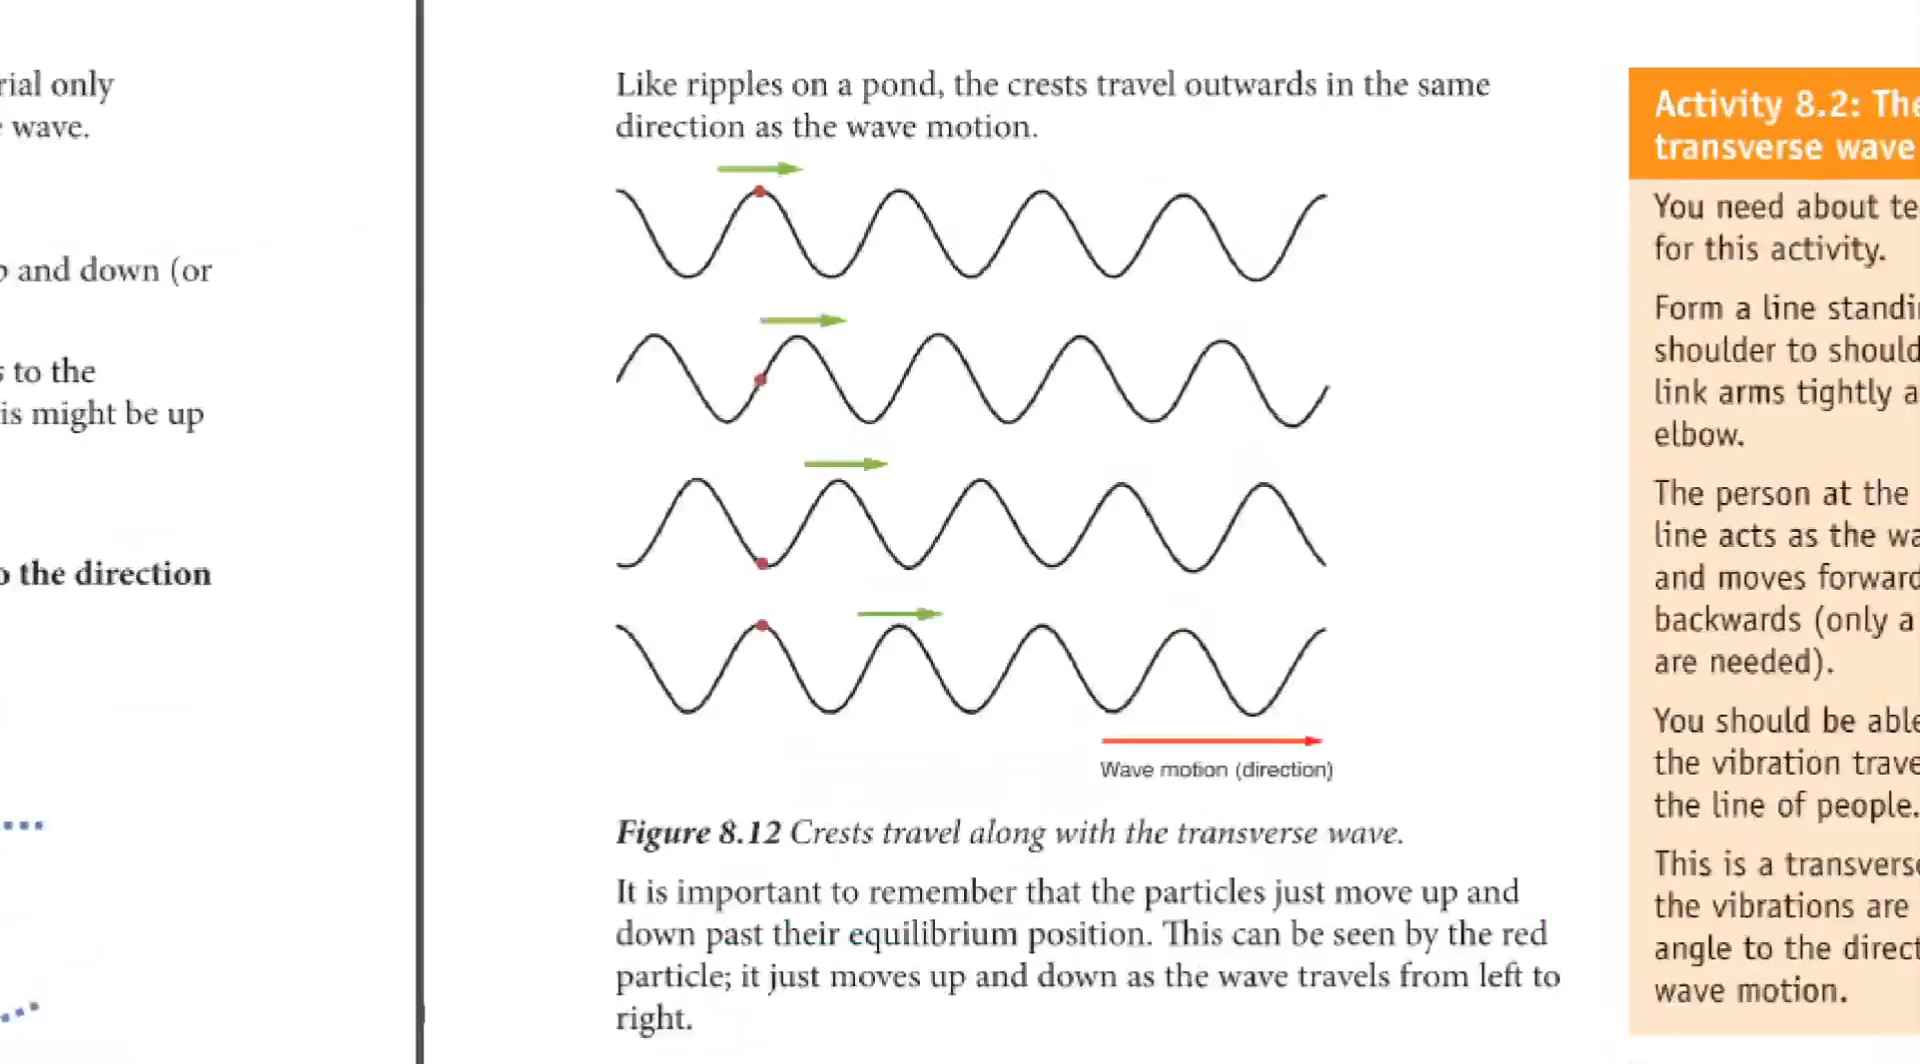 rial only
wave.
and down (or
to the
is might be up
the direction
Like ripples on a pond, the crests travel outwards in the same
direction as the wave motion.
Wave motion (direction)
Figure 8.12 Crests travel along with the transverse wave.
It is important to remember that the particles just move up and
down past their equilibrium position. This can be seen by the red
particle; it just moves up and down as the wave travels from left to
right.
Activity 8.2: The
transverse wave
You need about te
for this activity.
Form a line standi
shoulder to should
link arms tightly a
elbow.
The person at the
line acts as the wa
and moves forward
backwards (only a
are needed).
You should be able
the vibration trave
the line of people.
This is a transvers
the vibrations are
angle to the direct
wave motion.